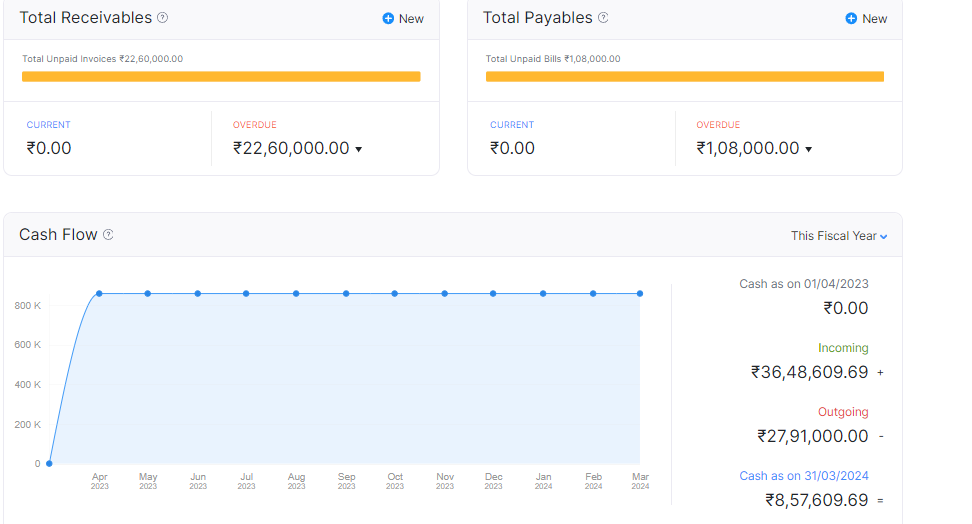 Total Receivables ?
New
Total Payables ?
New
Total Unpaid Invoices ₹22,60,000.00
Total Unpaid Bills ₹1,08,000.00
CURRENT
OVERDUE
CURRENT
OVERDUE
₹0.00
₹22,60,000.00
₹0.00
₹1,08,000.00
Cash Flow ?
This Fiscal Year
800 K
600 K
400 K
200 K
0
Apr
2023
May
2023
Jun
2023
Jul
2023
Aug
2023
Sep
2023
Oct
2023
Nov
2023
Dec
2023
Jan
2024
Feb
2024
Mar
2024
Cash as on 01/04/2023
₹0.00
Incoming
₹36,48,609.69 +
Outgoing
₹27,91,000.00 -
Cash as on 31/03/2024
₹8,57,609.69 =